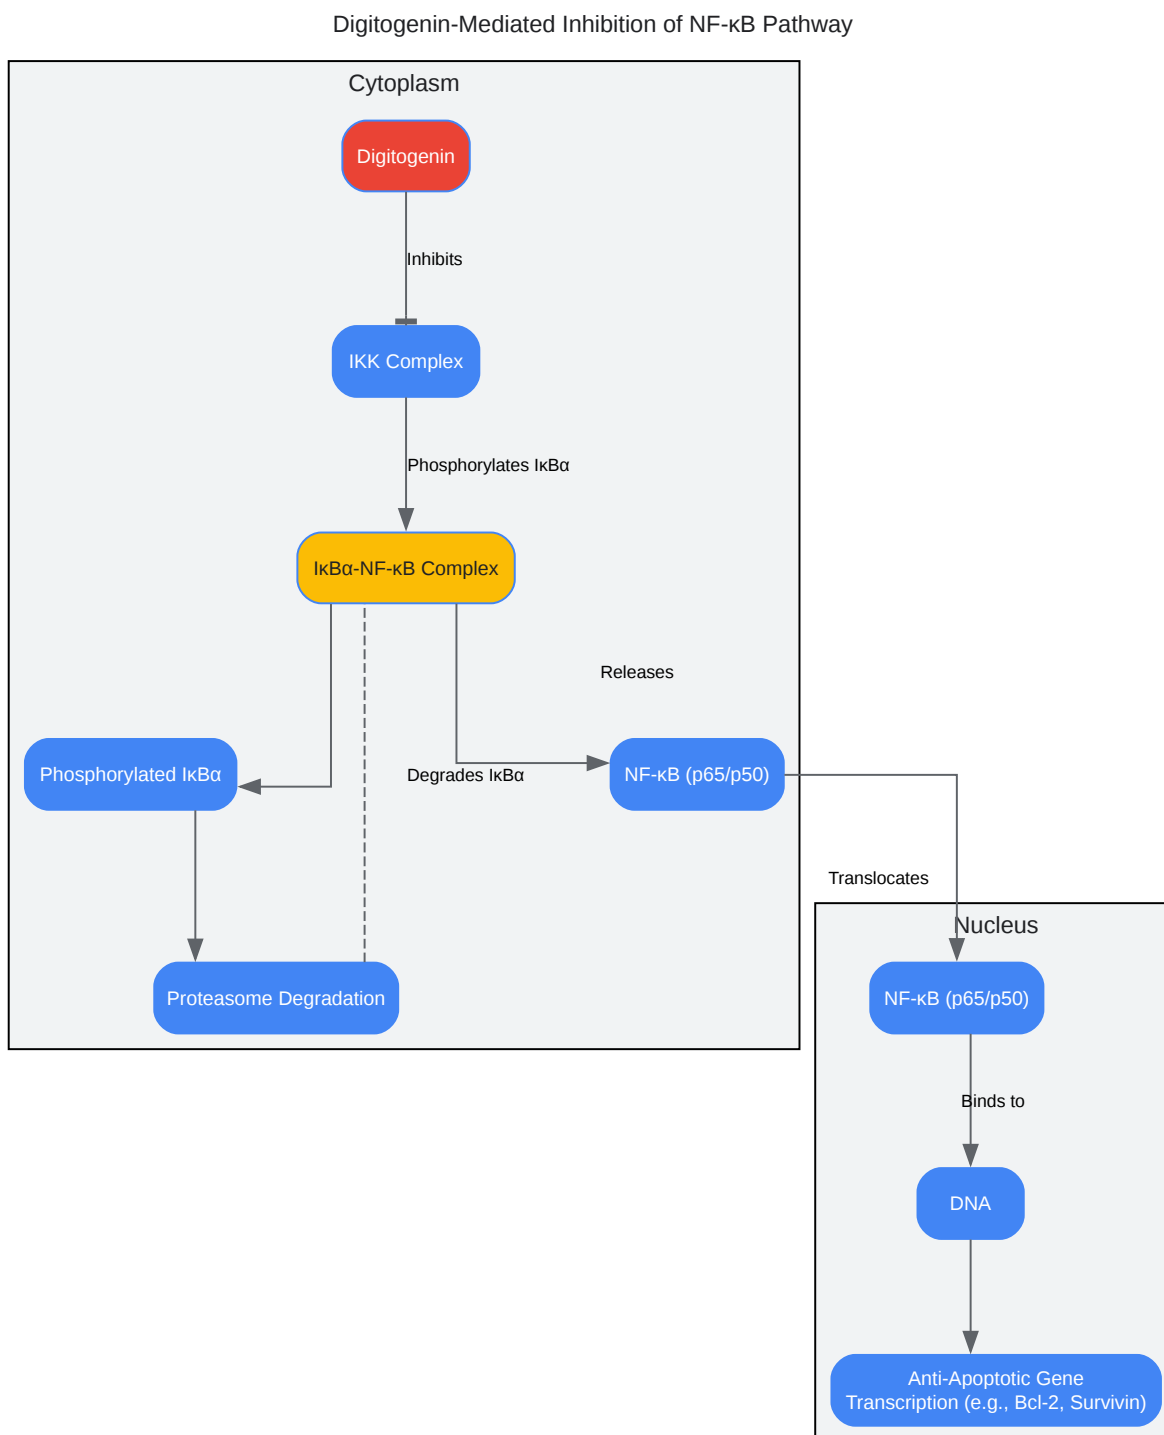 Digitogenin-Mediated Inhibition of NF-κB Pathway
Cytoplasm
Digitogenin
Inhibits
IKK Complex
Phosphorylates IκBα
IκBα-NF-κB Complex
Releases
Phosphorylated IκBα
Degrades IκBα
NF-κB (p65/p50)
Translocates
Nucleus
Proteasome Degradation
NF-κB (p65/p50)
Binds to
DNA
Anti-Apoptotic Gene
Transcription (e.g., Bcl-2, Survivin)